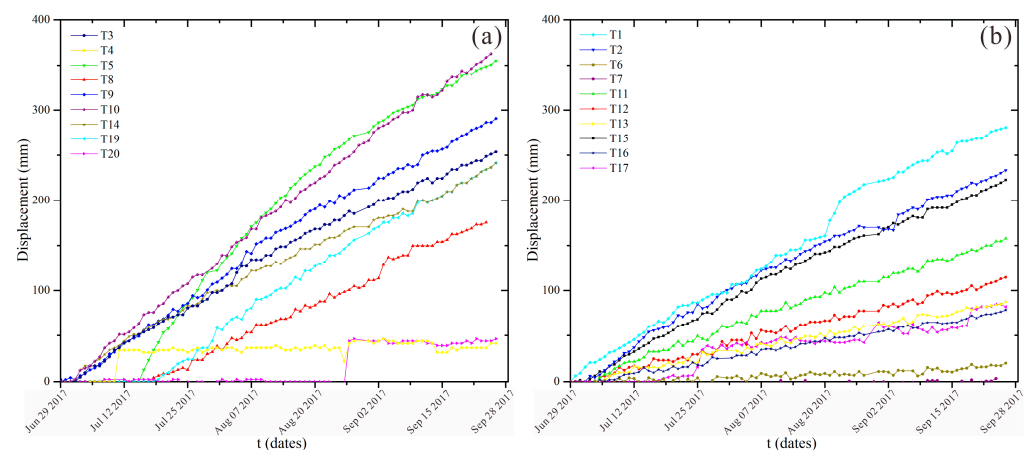 (a)
400
300
200
100
0
Displacement (mm)
T3
T4
T5
T8
T9
T10
T14
T19
T20
Jun 29 2017
Jul 12 2017
Jul 25 2017
Aug 07 2017
Aug 20 2017
Sep 02 2017
Sep 15 2017
Sep 28 2017
t (dates)
(b)
400
300
200
100
0
Displacement (mm)
T1
T2
T6
T7
T11
T12
T13
T15
T16
T17
Jun 29 2017
Jul 12 2017
Jul 25 2017
Aug 07 2017
Aug 20 2017
Sep 02 2017
Sep 15 2017
Sep 28 2017
t (dates)